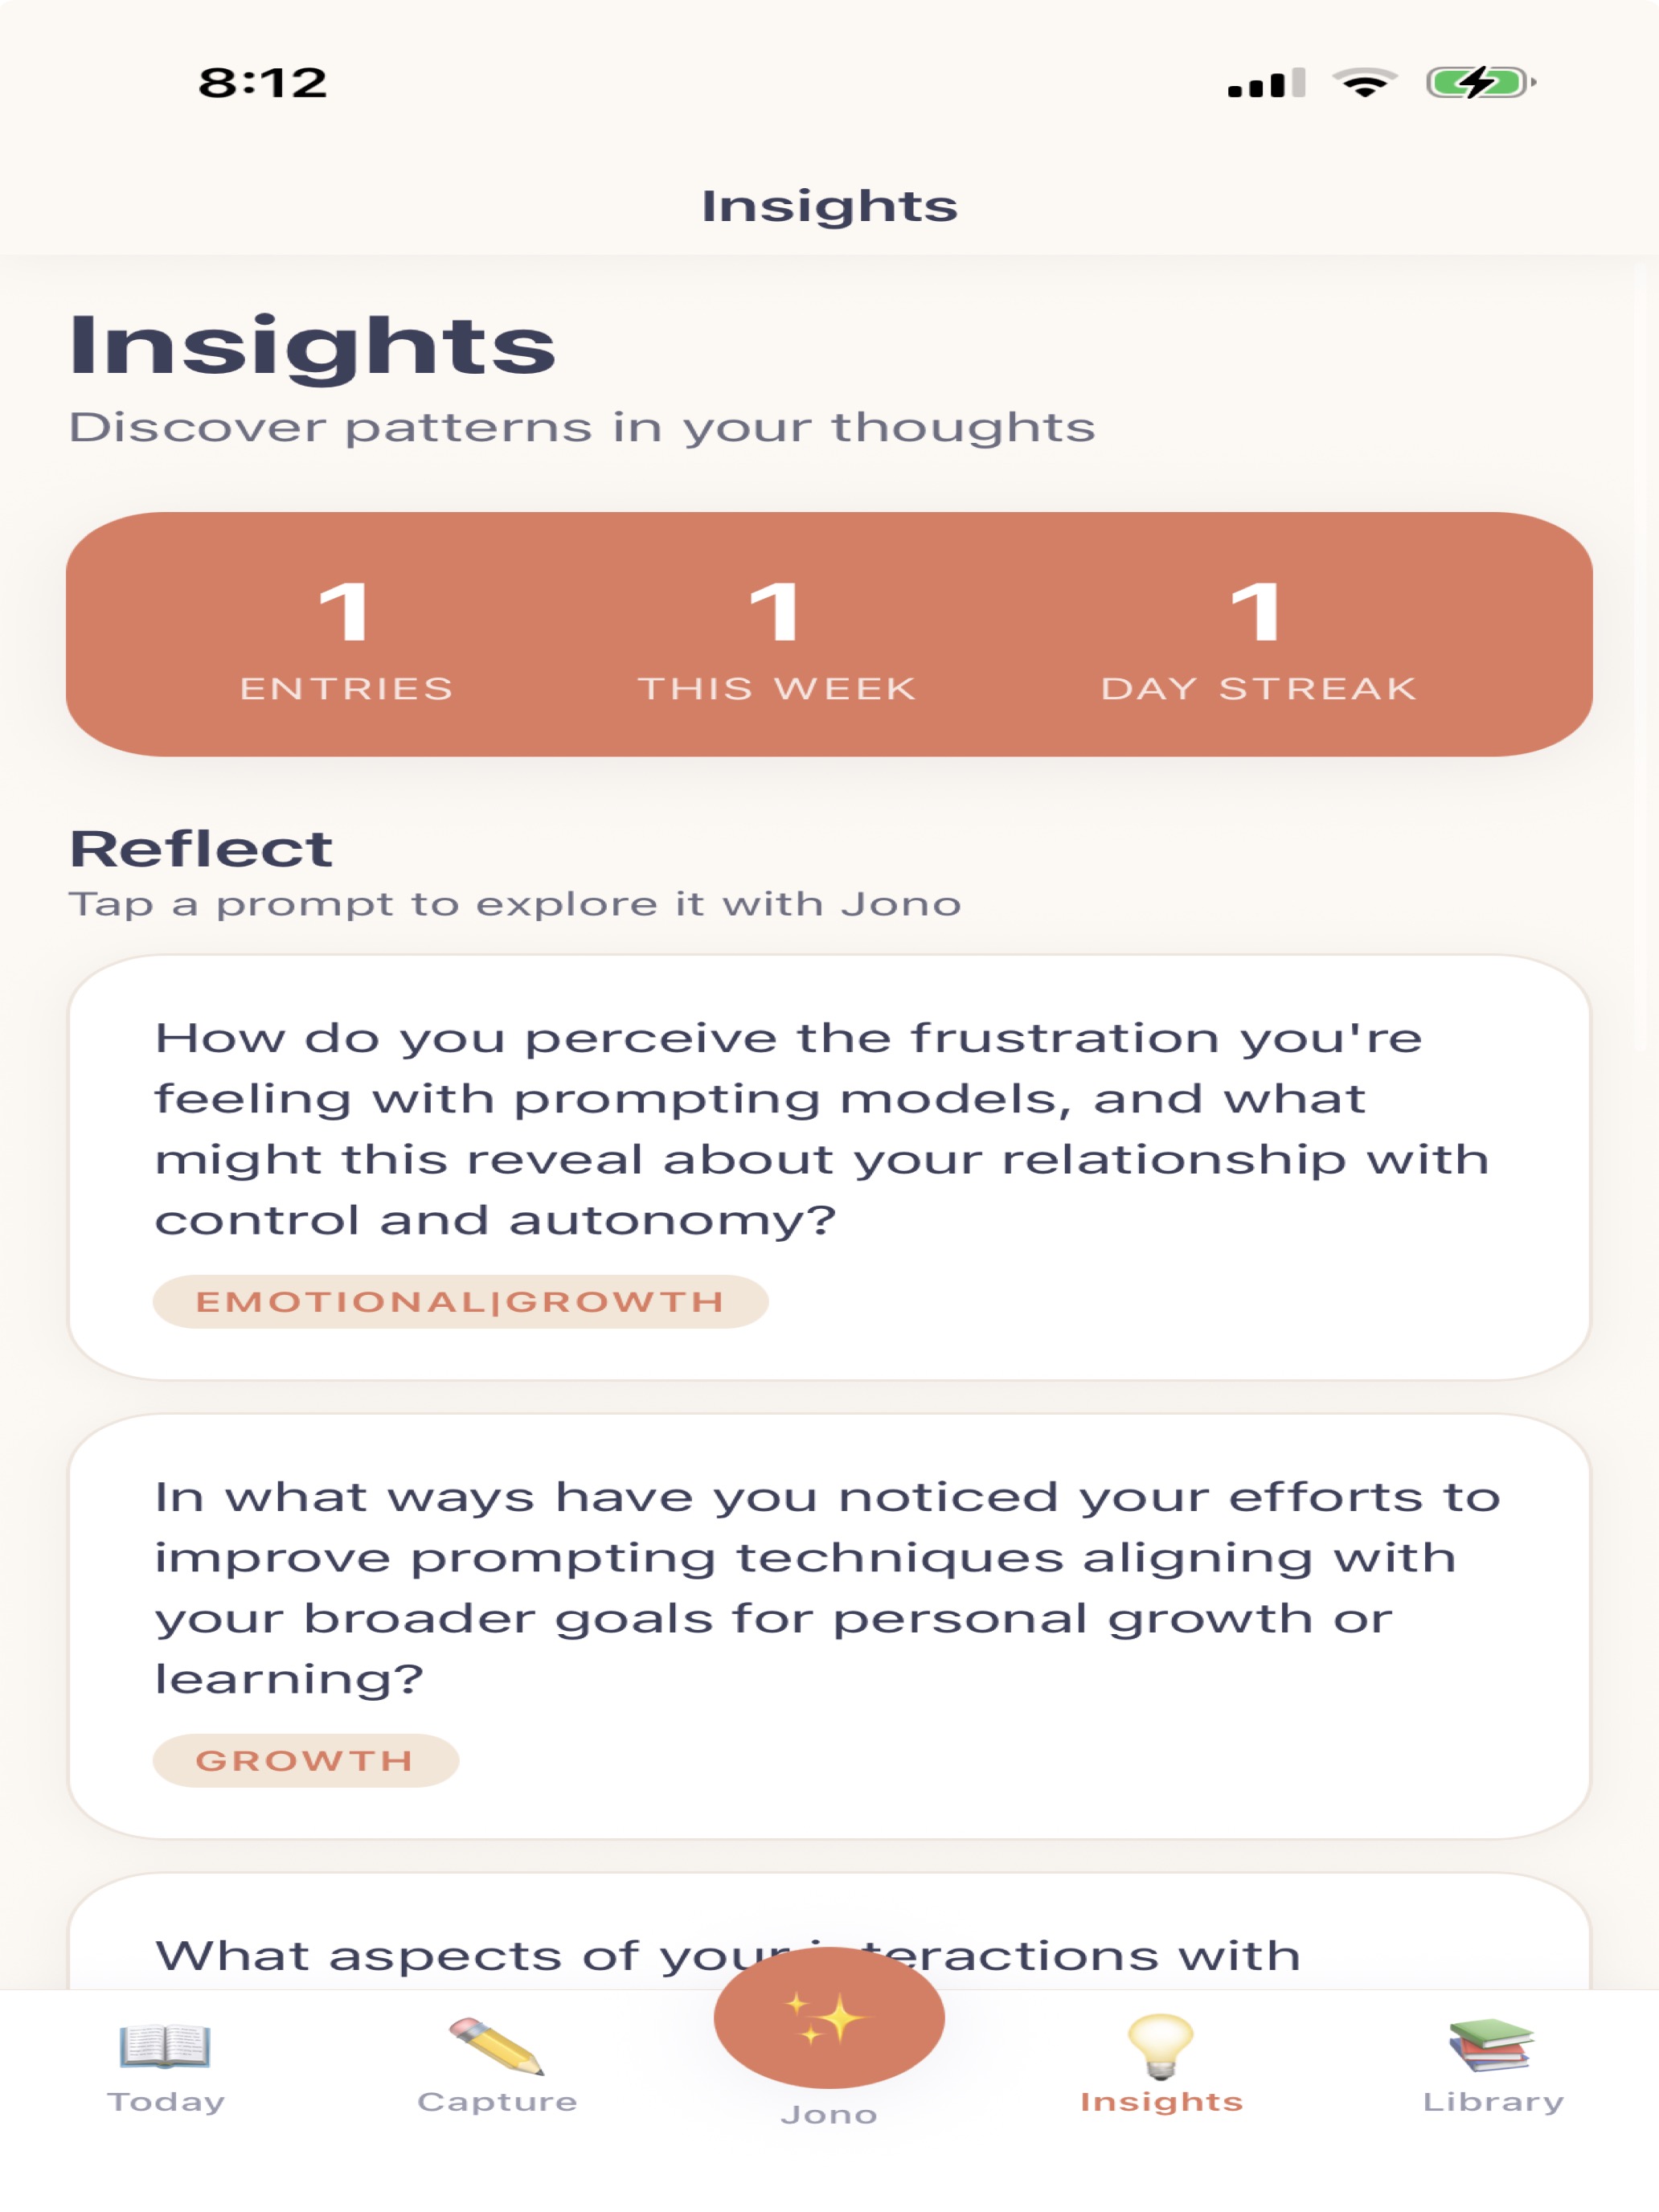 8:12
Insights
Insights
Discover patterns in your thoughts
1 1 1
ENTRIES THIS WEEK DAY STREAK
Reflect
Tap a prompt to explore it with Jono
How do you perceive the frustration you're
feeling with prompting models, and what
might this reveal about your relationship with
control and autonomy?
EMOTIONAL|GROWTH
In what ways have you noticed your efforts to
improve prompting techniques aligning with
your broader goals for personal growth or
learning?
GROWTH
What aspects of your interactions with
Today Capture Jono Insights Library